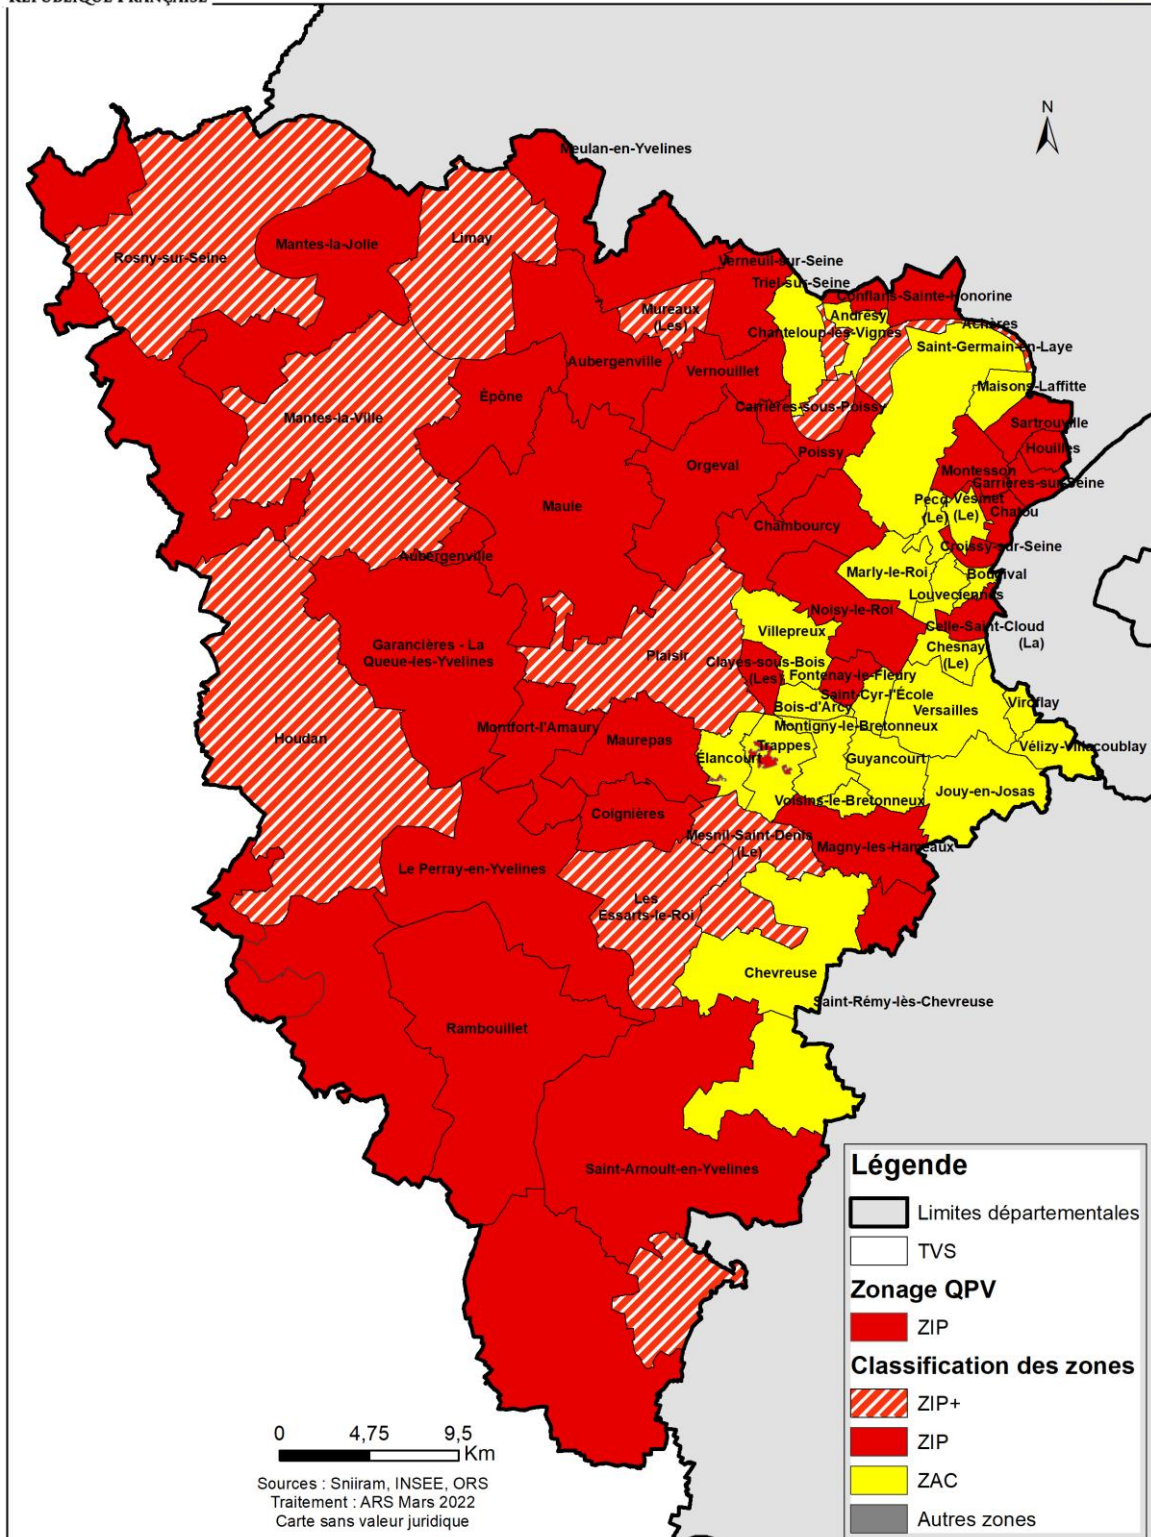 RÉPUBLIQUE FRANÇAISE
N
Meulan-en-Yvelines
Limay
Mantes-la-Jolie
Rosny-sur-Seine
Verneuil-sur-Seine
Triel-sur-Seine
Conflans-Sainte-Honorine
Mureaux
(Les)
Andrésy
Achères
Chanteloup-les-Vignes
Saint-Germain-en-Laye
Aubergenville
Vernouillet
Maisons-Laffitte
Épône
Carrières-sous-Poissy
Mantes-la-Ville
Sartrouville
Houilles
Poissy
Orgeval
Montesson
Carrières-sur-Seine
Maule
Pecq
(Le)
Vésinet
(Le)
Chatou
Chambourcy
Croissy-sur-Seine
Aubergenville
Marly-le-Roi
Bougival
Louveciennes
Noisy-le-Roi
Celle-Saint-Cloud
(La)
Villepreux
Garancières - La
Queue-les-Yvelines
Plaisir
Chesnay
(Le)
Clayes-sous-Bois
(Les)
Fontenay-le-Fleury
Saint-Cyr-l'École
Bois-d'Arcy
Versailles
Viroflay
Montfort-l'Amaury
Montigny-le-Bretonneux
Houdan
Maurepas
Trappes
Vélizy-Villacoublay
Élancourt
Guyancourt
Jouy-en-Josas
Voisins-le-Bretonneux
Coignières
Mesnil-Saint-Denis
(Le)
Magny-les-Hameaux
Le Perray-en-Yvelines
Les
Essarts-le-Roi
Chevreuse
Saint-Rémy-lès-Chevreuse
Rambouillet
Saint-Arnoult-en-Yvelines
Légende
Limites départementales
TVS
Zonage QPV
ZIP
Classification des zones
ZIP+
ZIP
ZAC
Autres zones
0 4,75 9,5
Km
Sources : Sniiram, INSEE, ORS
Traitement : ARS Mars 2022
Carte sans valeur juridique